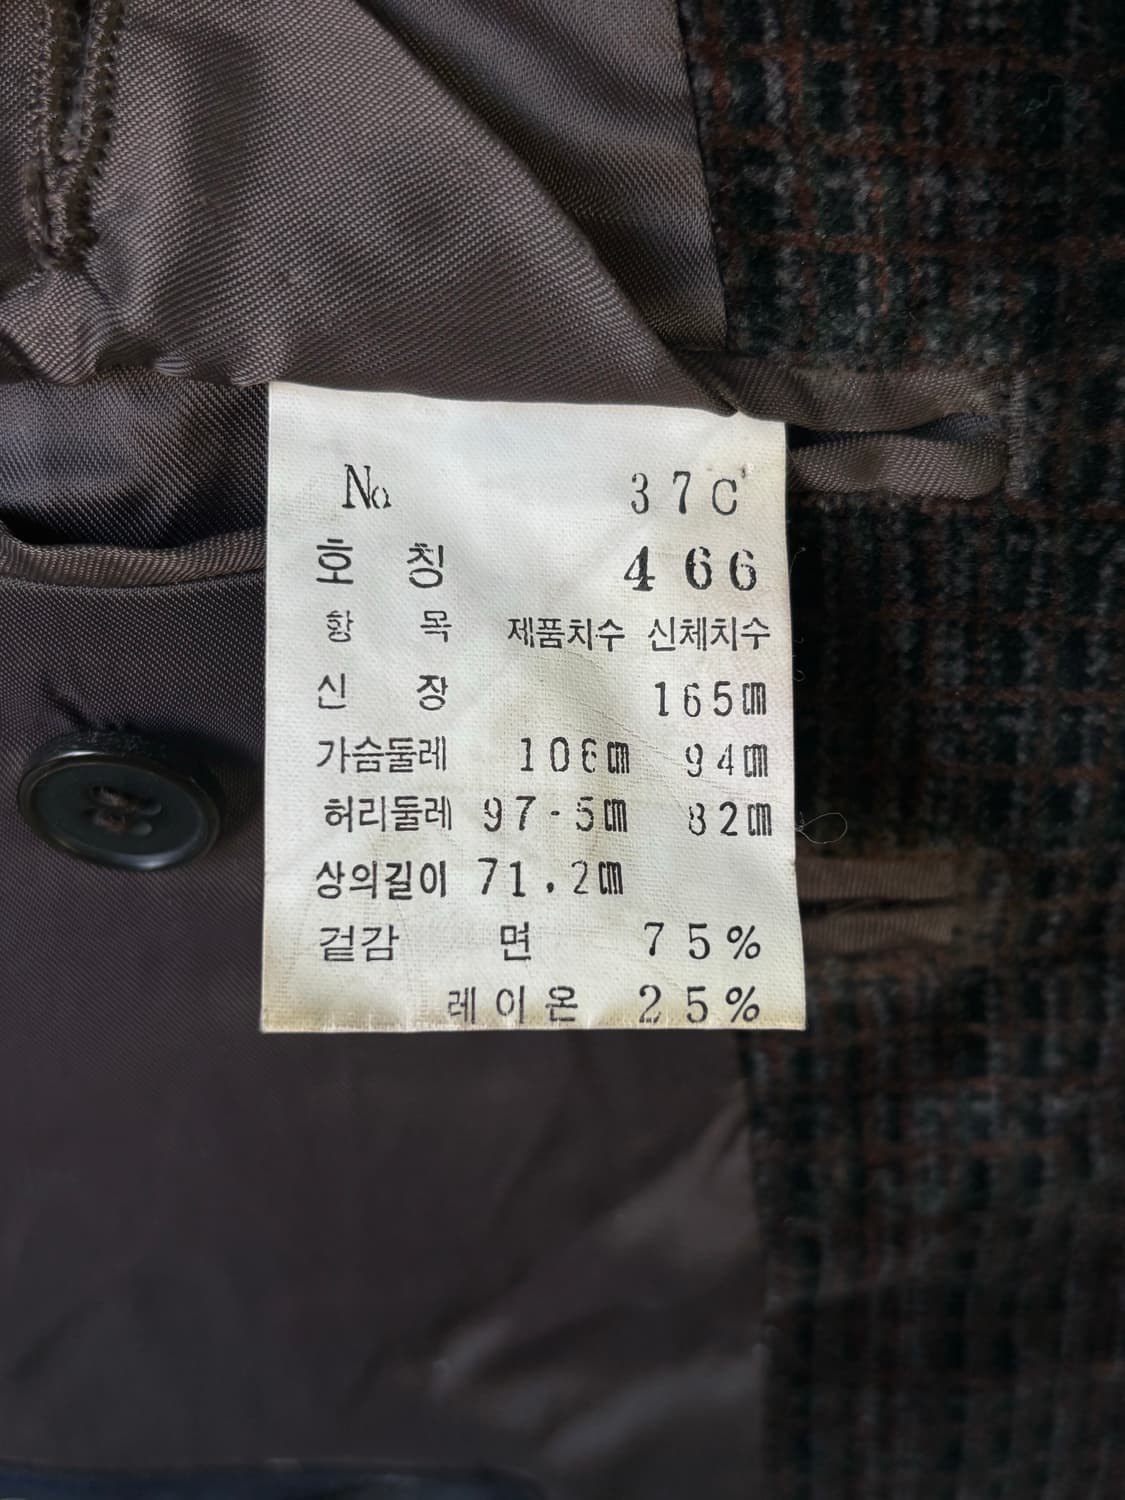 No. 37C
호 칭 466
항 목 제품치수 신체치수
신 장 165㎝
가슴둘레 106㎝ 94㎝
허리둘레 97-5㎝ 82㎝
상의길이 71.2㎝
겉감 면 75%
레이온 25%